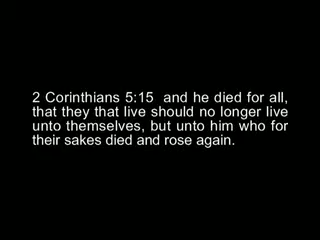 2 Corinthians 5:15 and he died for all,
that they that live should no longer live
unto themselves, but unto him who for
their sakes died and rose again.